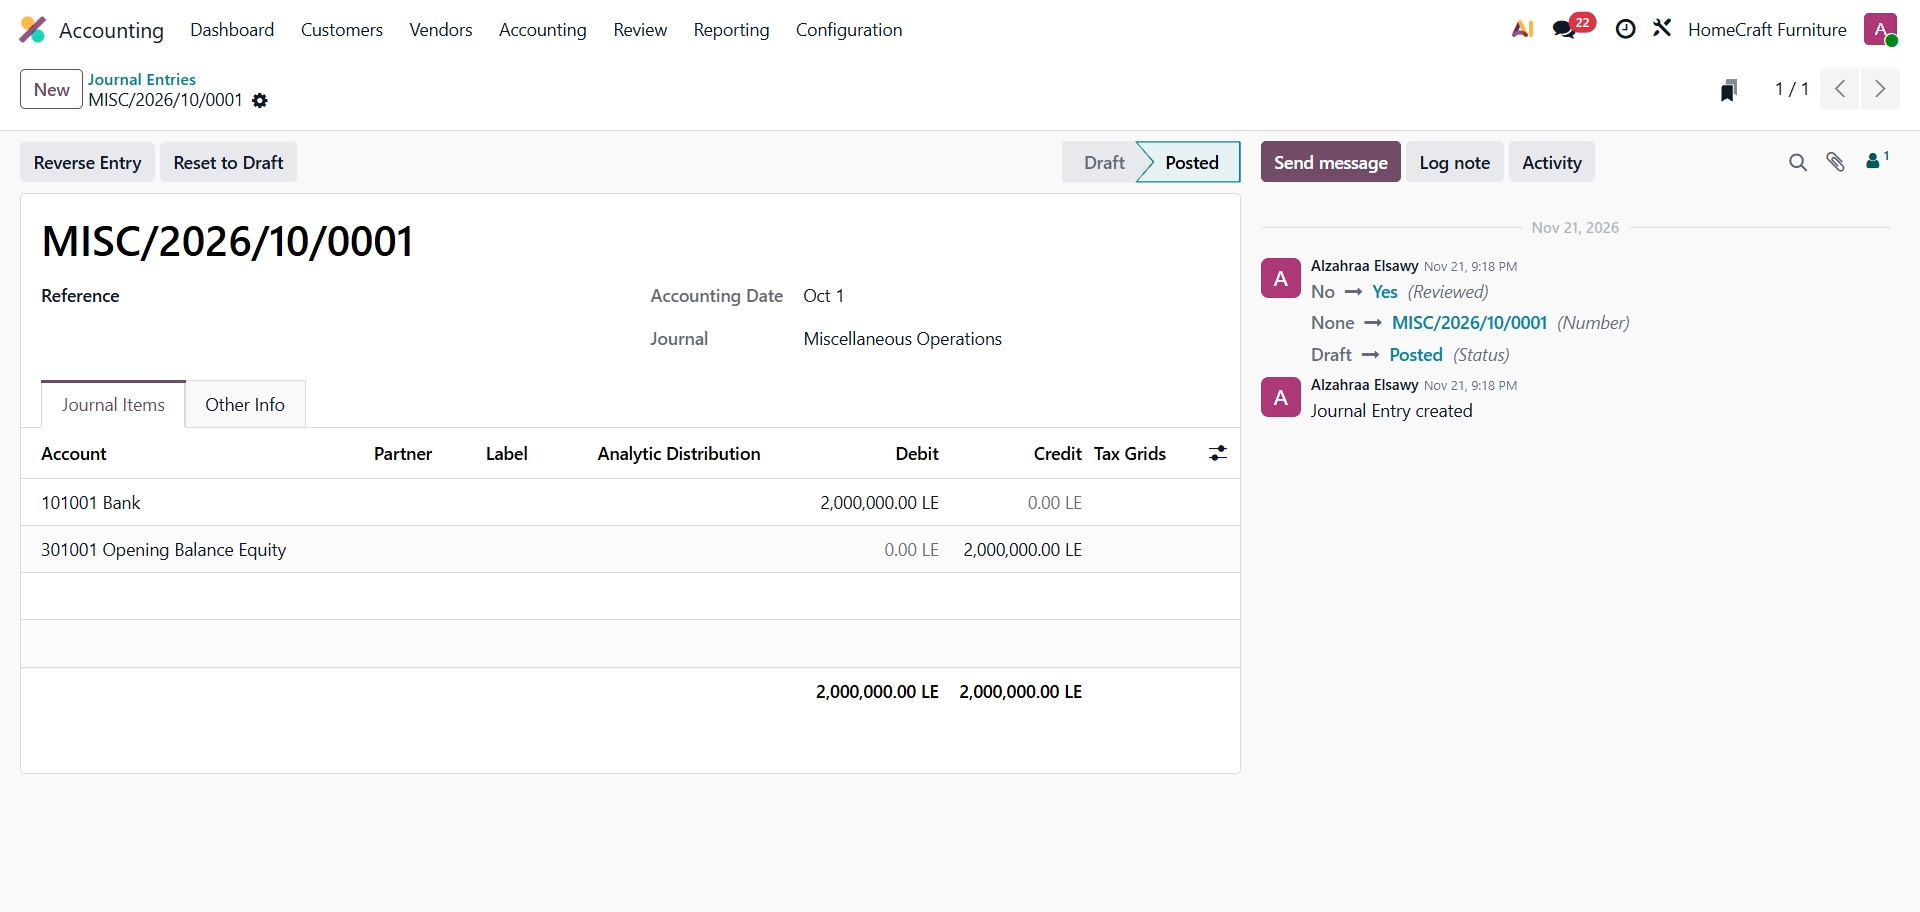 Accounting Dashboard Customers Vendors Accounting Review Reporting Configuration AI 22 HomeCraft Furniture A
New Journal Entries
MISC/2026/10/0001
1 / 1
Reverse Entry Reset to Draft Draft Posted Send message Log note Activity 1
MISC/2026/10/0001
Reference
Accounting Date Oct 1
Journal Miscellaneous Operations
Journal Items Other Info
Account Partner Label Analytic Distribution Debit Credit Tax Grids
101001 Bank 2,000,000.00 LE 0.00 LE
301001 Opening Balance Equity 0.00 LE 2,000,000.00 LE
2,000,000.00 LE 2,000,000.00 LE
Nov 21, 2026
A Alzahraa Elsawy Nov 21, 9:18 PM
No → Yes (Reviewed)
None → MISC/2026/10/0001 (Number)
Draft → Posted (Status)
A Alzahraa Elsawy Nov 21, 9:18 PM
Journal Entry created